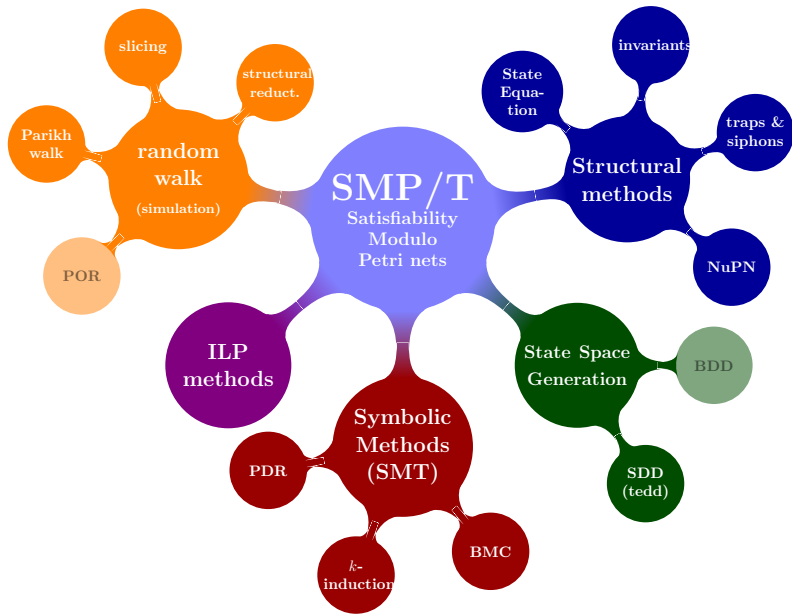 SMP/T
Satisfiability
Modulo
Petri nets
random
walk
(simulation)
slicing
structural
reduct.
Parikh
walk
POR
Structural
methods
State
Equa-
tion
invariants
traps &
siphons
NuPN
ILP
methods
Symbolic
Methods
(SMT)
PDR
k-
induction
BMC
State Space
Generation
BDD
SDD
(tedd)